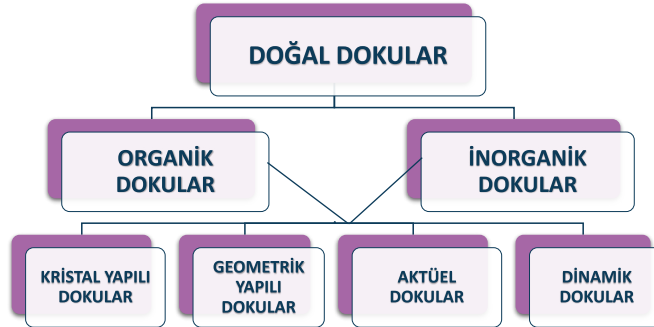 DOĞAL DOKULAR
ORGANİK
DOKULAR
İNORGANİK
DOKULAR
KRİSTAL YAPILI
DOKULAR
GEOMETRİK
YAPILI
DOKULAR
AKTÜEL
DOKULAR
DİNAMİK
DOKULAR